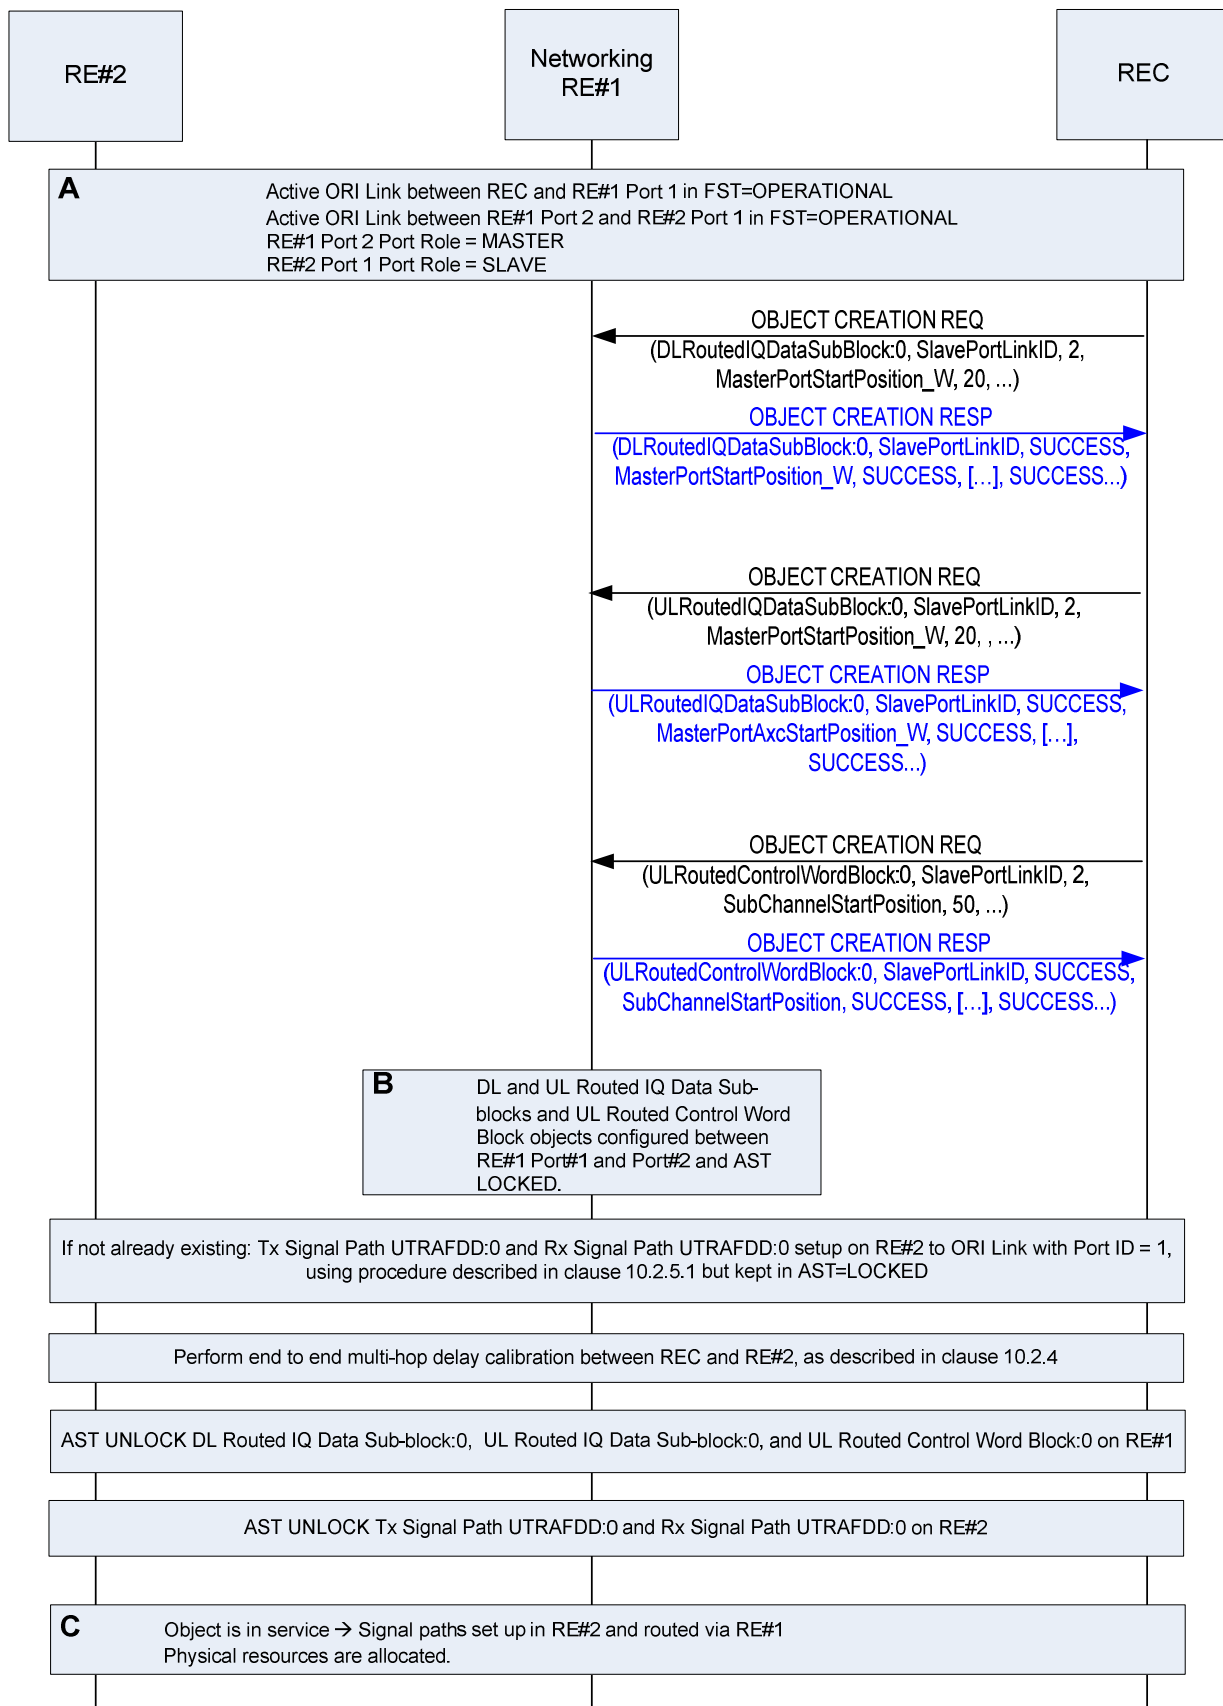 RE#2
Networking
RE#1
REC
A
Active ORI Link between REC and RE#1 Port 1 in FST=OPERATIONAL
Active ORI Link between RE#1 Port 2 and RE#2 Port 1 in FST=OPERATIONAL
RE#1 Port 2 Port Role = MASTER
RE#2 Port 1 Port Role = SLAVE
OBJECT CREATION REQ
(DLRoutedIQDataSubBlock:0, SlavePortLinkID, 2,
MasterPortStartPosition_W, 20, ...)
OBJECT CREATION RESP
(DLRoutedIQDataSubBlock:0, SlavePortLinkID, SUCCESS,
MasterPortStartPosition_W, SUCCESS, [...], SUCCESS...)
OBJECT CREATION REQ
(ULRoutedIQDataSubBlock:0, SlavePortLinkID, 2,
MasterPortStartPosition_W, 20, , ...)
OBJECT CREATION RESP
(ULRoutedIQDataSubBlock:0, SlavePortLinkID, SUCCESS,
MasterPortAxcStartPosition_W, SUCCESS, [...],
SUCCESS...)
OBJECT CREATION REQ
(ULRoutedControlWordBlock:0, SlavePortLinkID, 2,
SubChannelStartPosition, 50, ...)
OBJECT CREATION RESP
(ULRoutedControlWordBlock:0, SlavePortLinkID, SUCCESS,
SubChannelStartPosition, SUCCESS, [...], SUCCESS...)
B
DL and UL Routed IQ Data Sub-
blocks and UL Routed Control Word
Block objects configured between
RE#1 Port#1 and Port#2 and AST
LOCKED.
If not already existing: Tx Signal Path UTRAFDD:0 and Rx Signal Path UTRAFDD:0 setup on RE#2 to ORI Link with Port ID = 1,
using procedure described in clause 10.2.5.1 but kept in AST=LOCKED
Perform end to end multi-hop delay calibration between REC and RE#2, as described in clause 10.2.4
AST UNLOCK DL Routed IQ Data Sub-block:0, UL Routed IQ Data Sub-block:0, and UL Routed Control Word Block:0 on RE#1
AST UNLOCK Tx Signal Path UTRAFDD:0 and Rx Signal Path UTRAFDD:0 on RE#2
C
Object is in service → Signal paths set up in RE#2 and routed via RE#1
Physical resources are allocated.